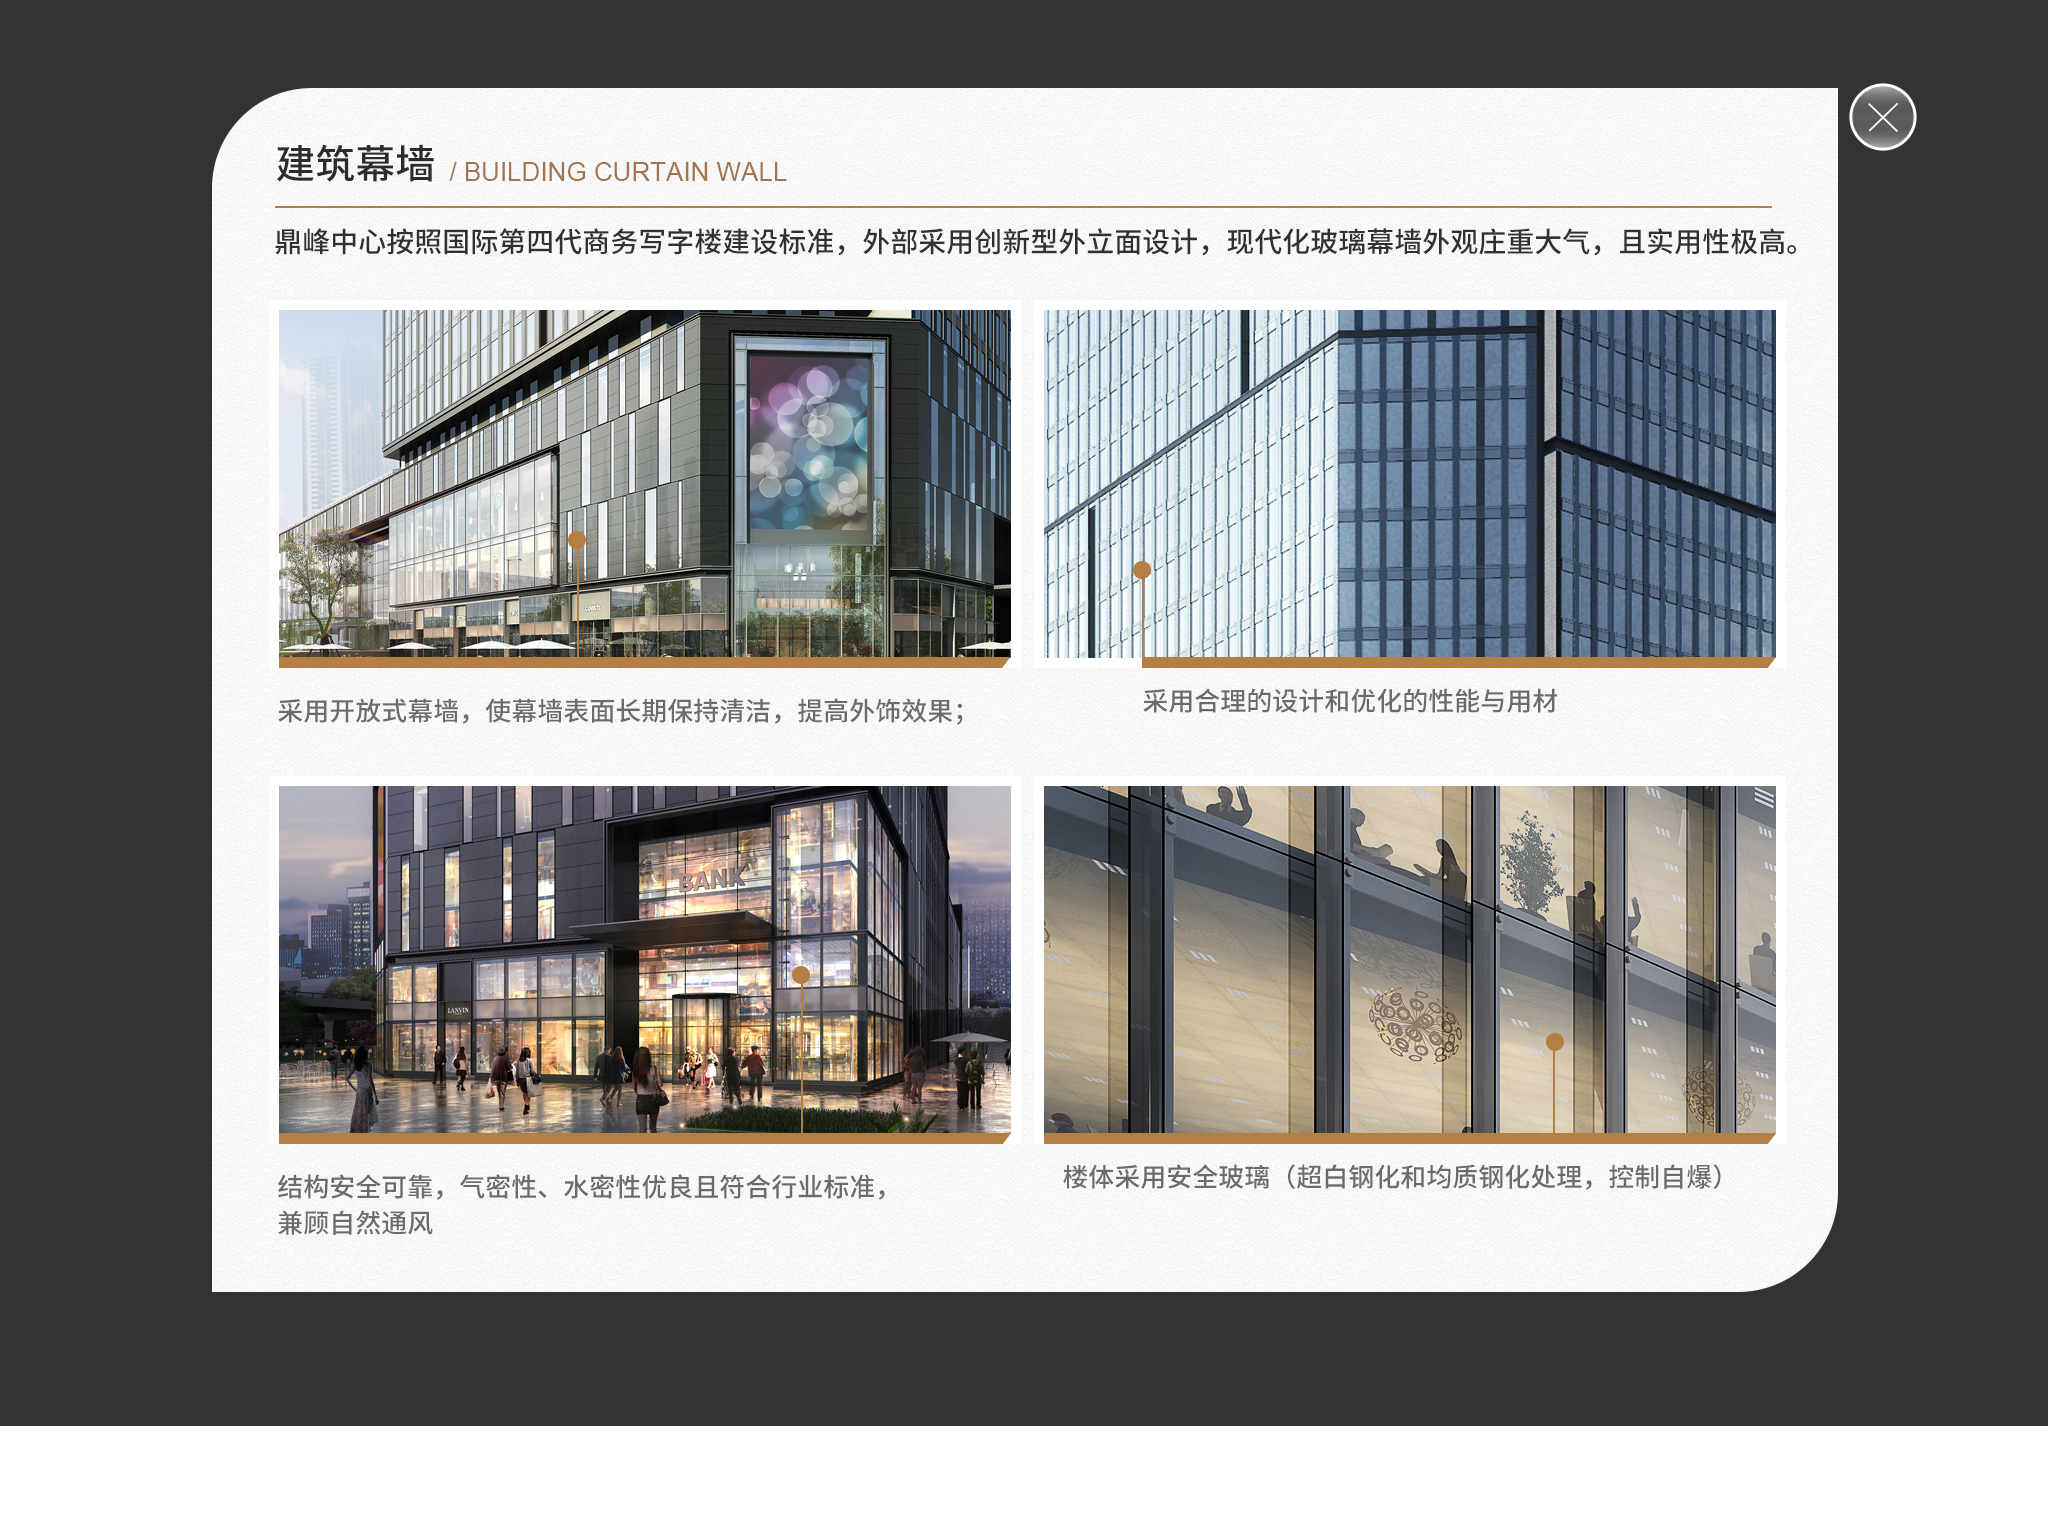 建筑幕墙 / BUILDING CURTAIN WALL
鼎峰中心按照国际第四代商务写字楼建设标准，外部采用创新型外立面设计，现代化玻璃幕墙外观庄重大气，且实用性极高。
采用开放式幕墙，使幕墙表面长期保持清洁，提高外饰效果；
采用合理的设计和优化的性能与用材
BANK
LANVIN
结构安全可靠，气密性、水密性优良且符合行业标准，
兼顾自然通风
楼体采用安全玻璃（超白钢化和均质钢化处理，控制自爆）